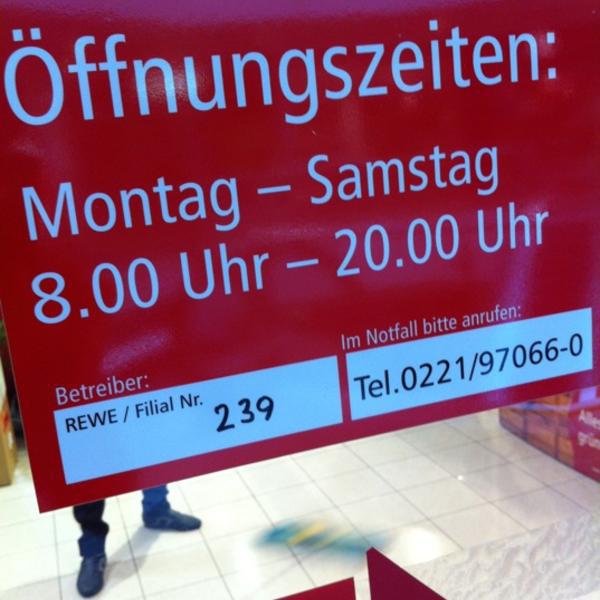 Öffnungszeiten:
Montag – Samstag
8.00 Uhr – 20.00 Uhr
Betreiber:
REWE / Filial Nr. 239
Im Notfall bitte anrufen:
Tel.0221/97066-0